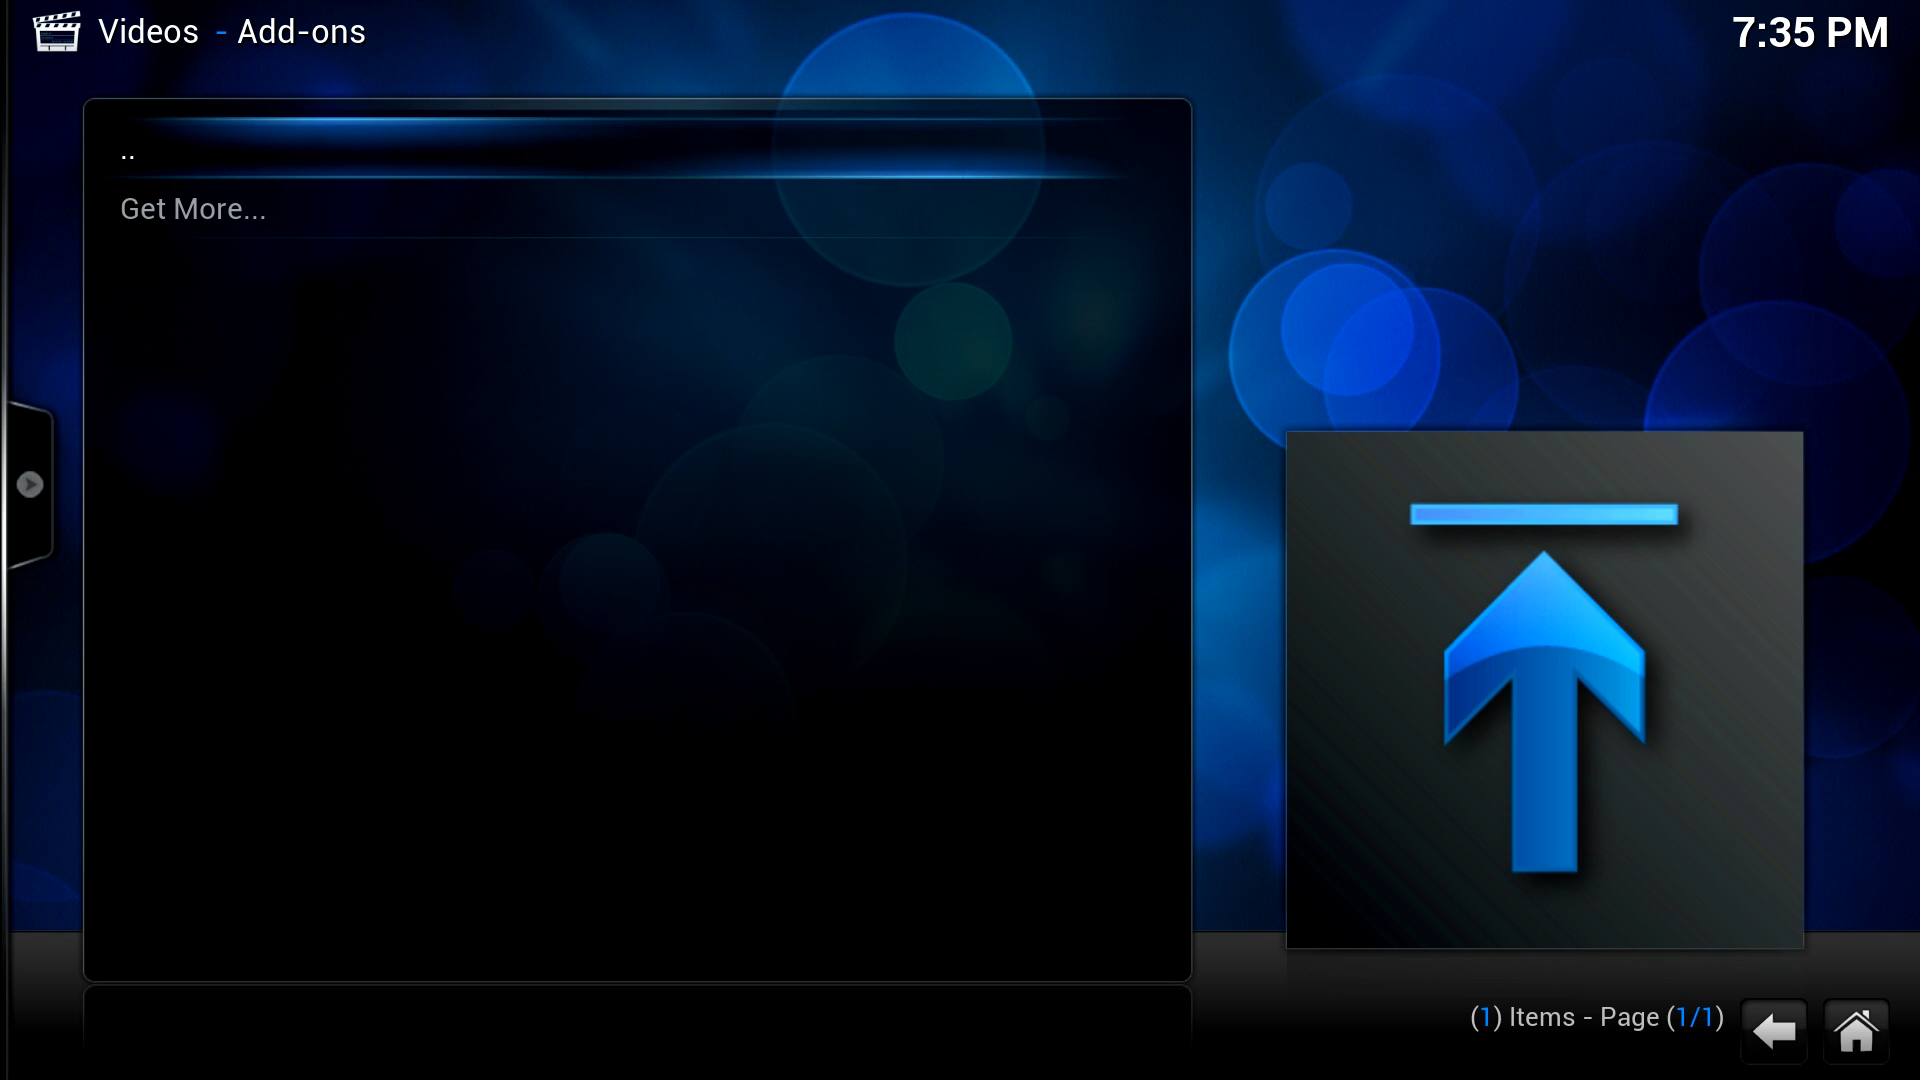 Videos - Add-ons
7:35 PM
..
Get More...
(1) Items - Page (1/1)